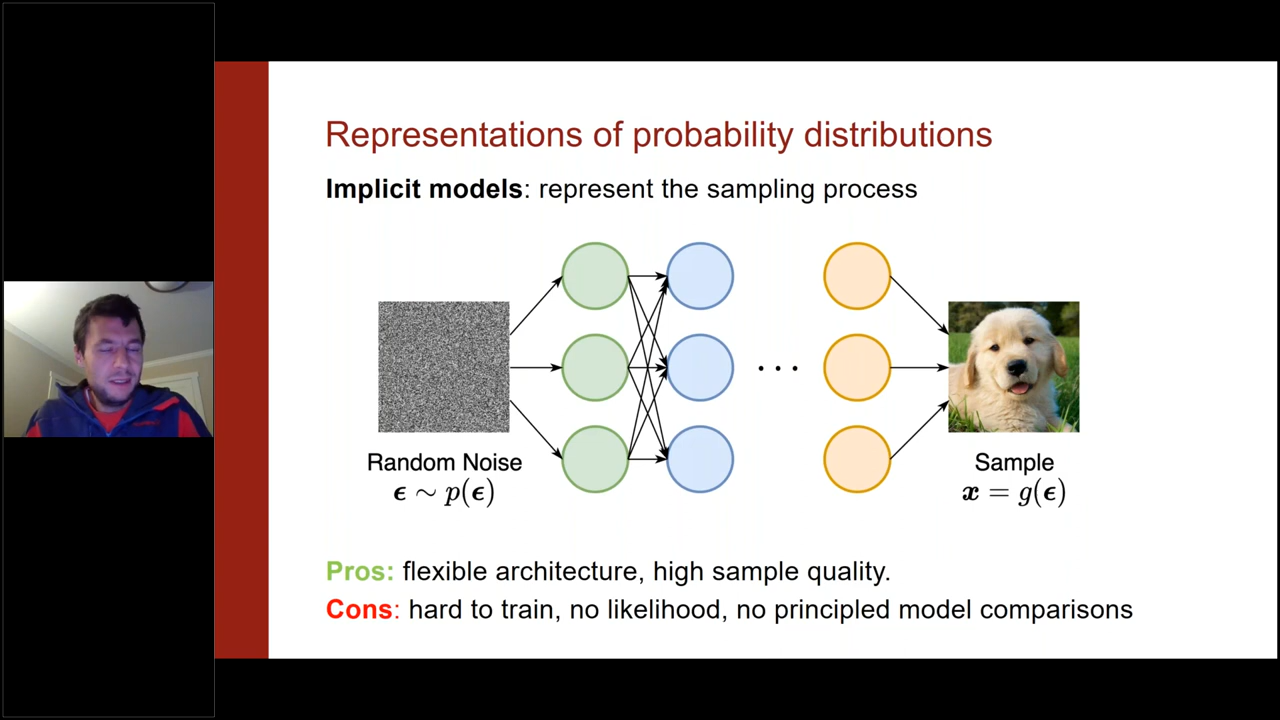 Representations of probability distributions
Implicit models: represent the sampling process
. . .
Random Noise
ϵ ∼ p(ϵ)
Sample
x = g(ϵ)
Pros: flexible architecture, high sample quality.
Cons: hard to train, no likelihood, no principled model comparisons